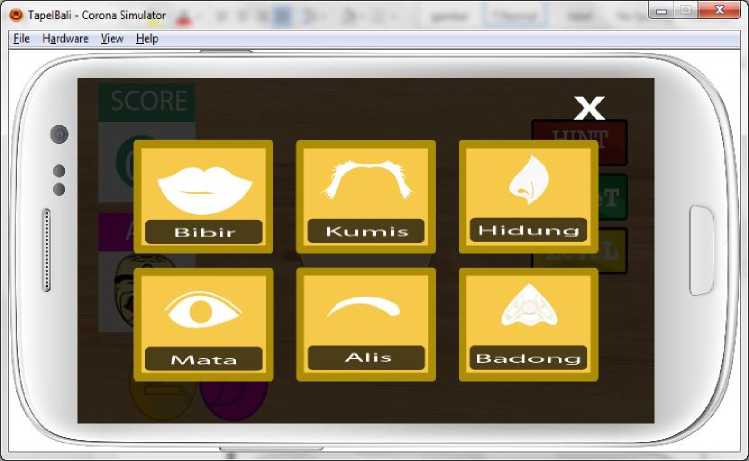 TapelBali - Corona Simulator
File Hardware View Help
SCORE
X
HINT
Bibir
Kumis
Hidung
Mata
Alis
Badong